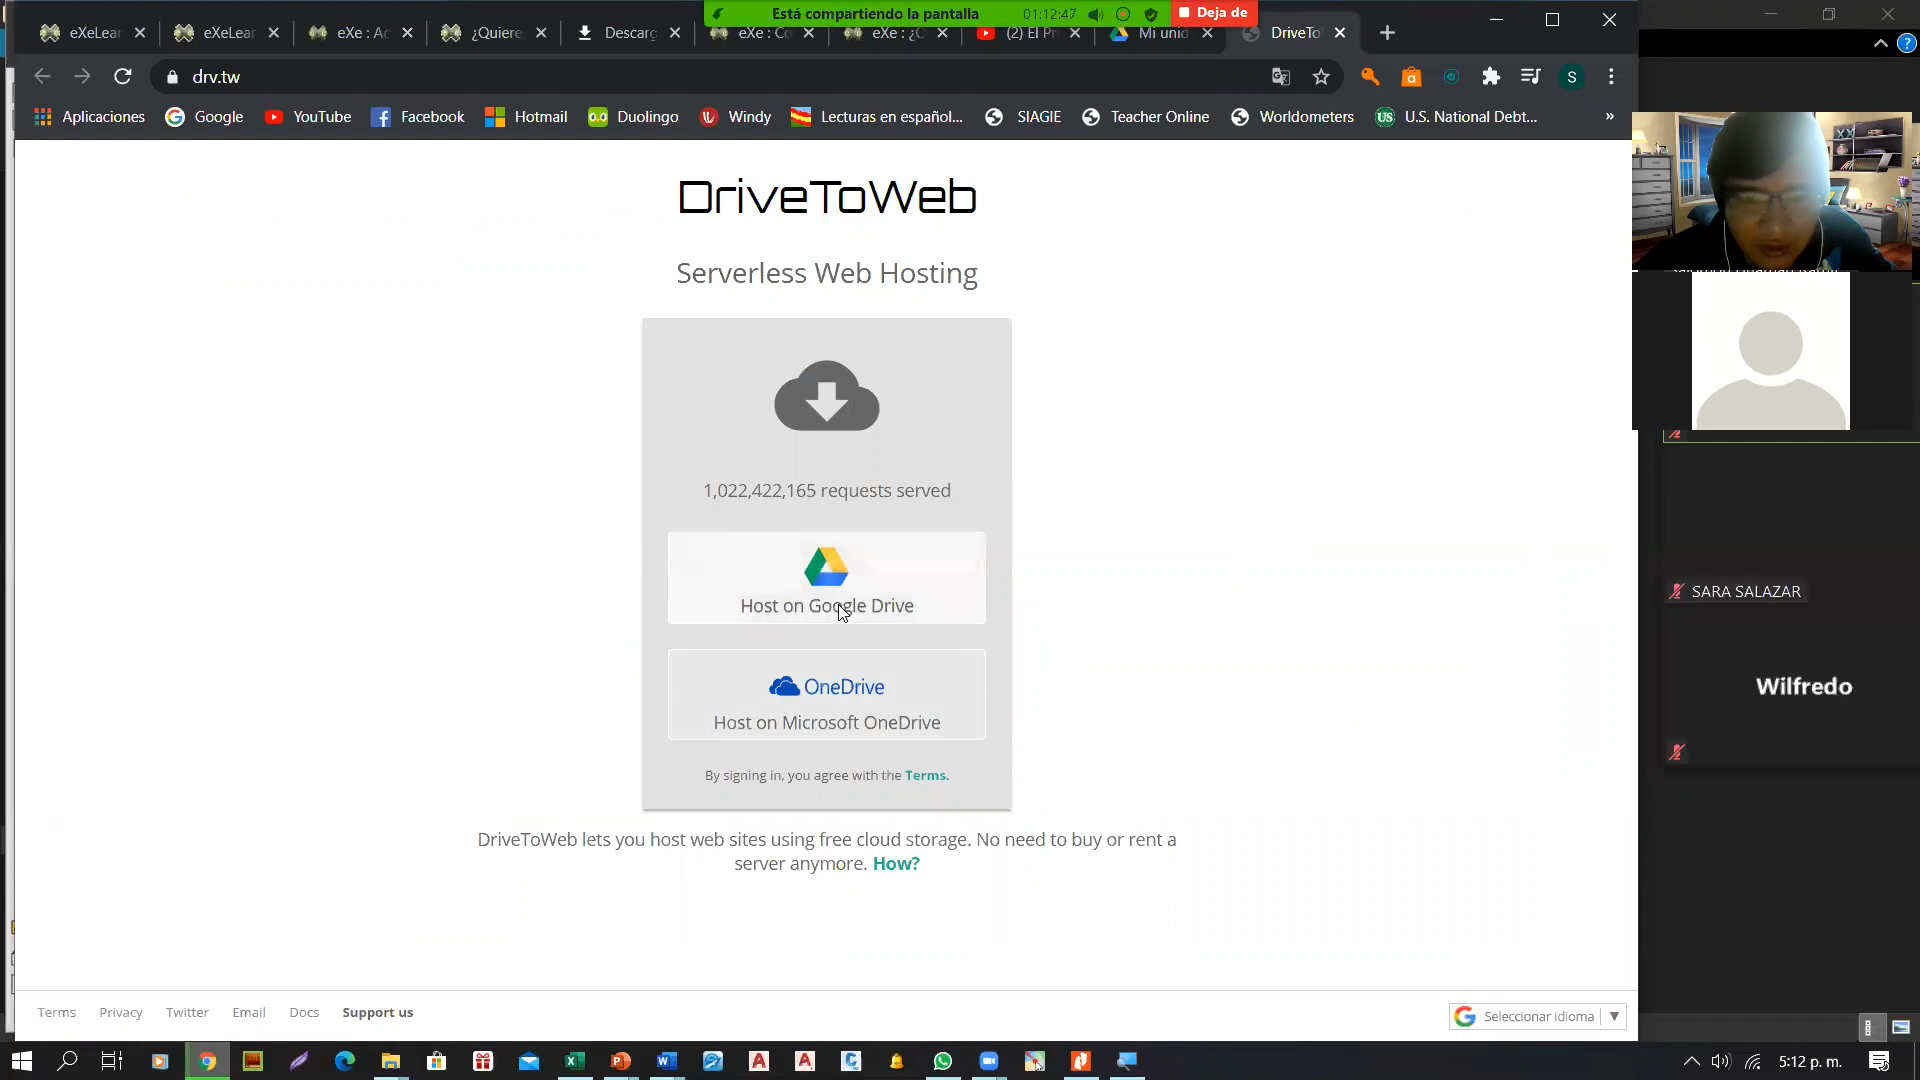 Está compartiendo la pantalla 01:12:47 Deja de
eXeLear eXeLear eXe : Ac ¿Quiere Descarg eXe : Co eXe : ¿C (2) El Pr Mi unid DriveTo
drv.tw
S
Aplicaciones Google YouTube Facebook Hotmail Duolingo Windy Lecturas en español... SIAGIE Teacher Online Worldometers U.S. National Debt... »
DriveToWeb
Serverless Web Hosting
1,022,422,165 requests served
Host on Google Drive
OneDrive
Host on Microsoft OneDrive
By signing in, you agree with the Terms.
DriveToWeb lets you host web sites using free cloud storage. No need to buy or rent a
server anymore. How?
SARA SALAZAR
Wilfredo
Terms Privacy Twitter Email Docs Support us
Seleccionar idioma
5:12 p. m.